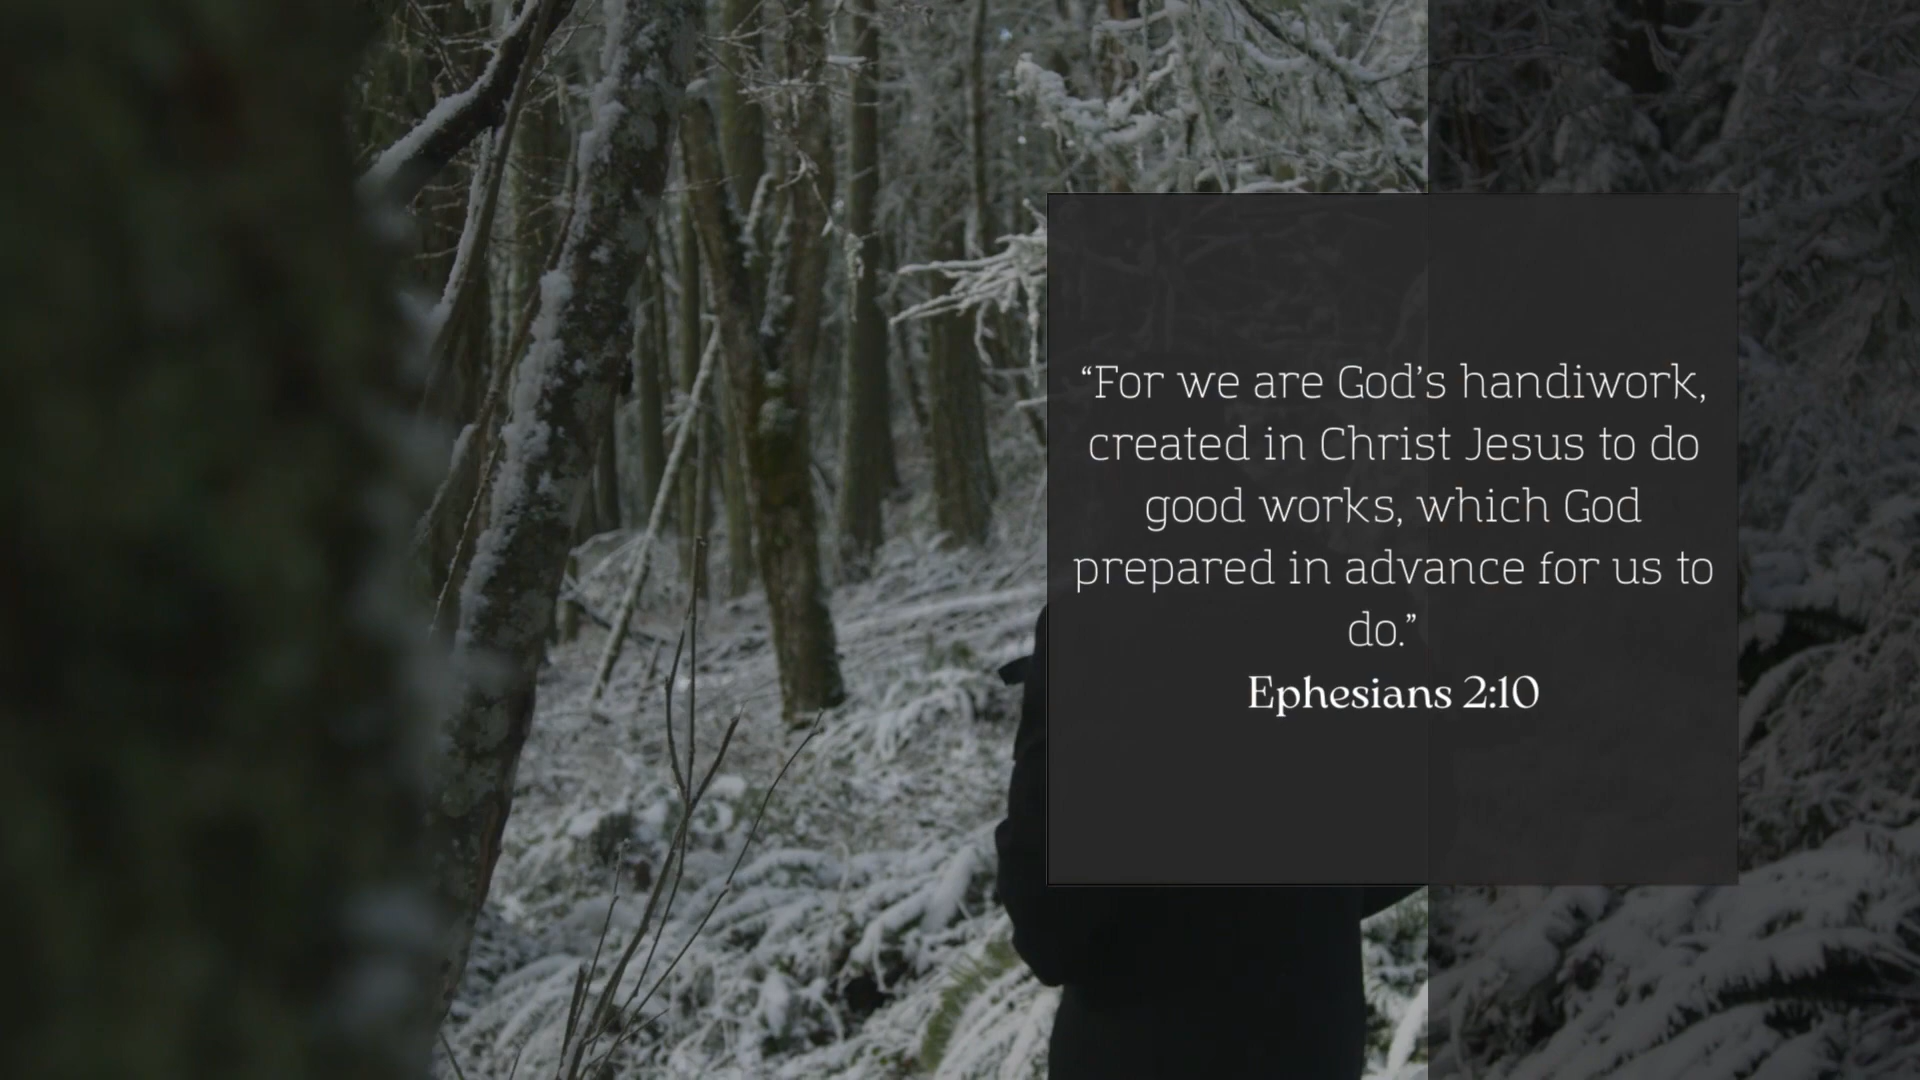 “For we are God’s handiwork,
created in Christ Jesus to do
good works, which God
prepared in advance for us to
do.”
Ephesians 2:10